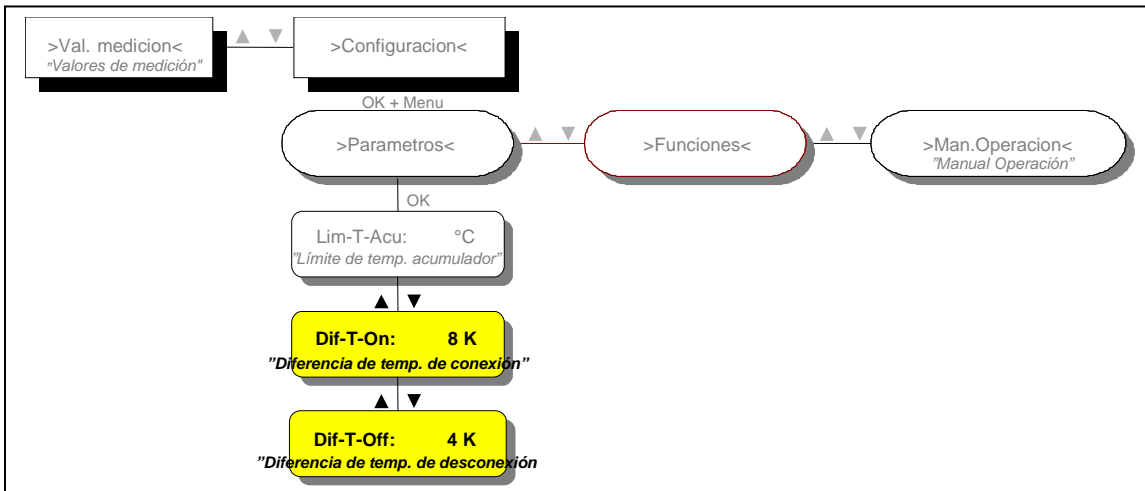 >Val. medicion<
"Valores de medición"
▲ ▼
>Configuracion<
OK + Menu
>Parametros<
▲ ▼
>Funciones<
▲ ▼
>Man.Operacion<
"Manual Operación"
OK
Lim-T-Acu: °C
"Límite de temp. acumulador"
▲ ▼
Dif-T-On: 8 K
"Diferencia de temp. de conexión"
▲ ▼
Dif-T-Off: 4 K
"Diferencia de temp. de desconexión